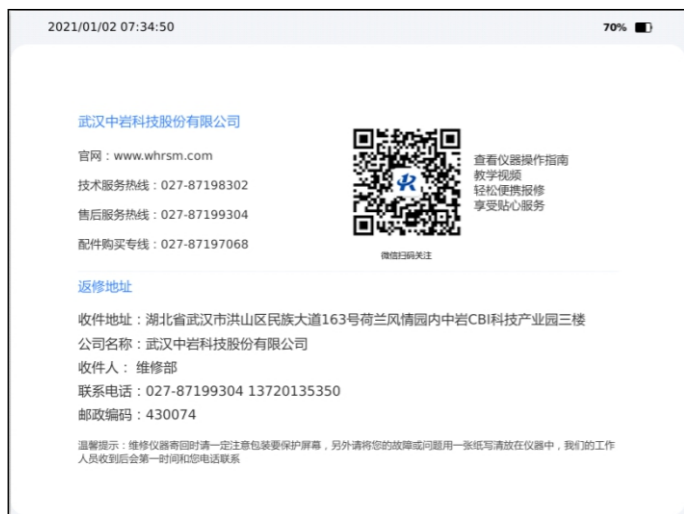 2021/01/02 07:34:50
70%
武汉中岩科技股份有限公司
官网：www.whrsm.com
技术服务热线：027-87198302
售后服务热线：027-87199304
配件购买专线：027-87197068
查看仪器操作指南
教学视频
轻松便携报修
享受贴心服务
微信扫码关注
返修地址
收件地址：湖北省武汉市洪山区民族大道163号荷兰风情园内中岩CBI科技产业园三楼
公司名称：武汉中岩科技股份有限公司
收件人： 维修部
联系电话：027-87199304 13720135350
邮政编码：430074
温馨提示：维修仪器寄回时请一定注意包装要保护屏幕，另外请将您的故障或问题用一张纸写清放在仪器中，我们的工作
人员收到后会第一时间和您电话联系